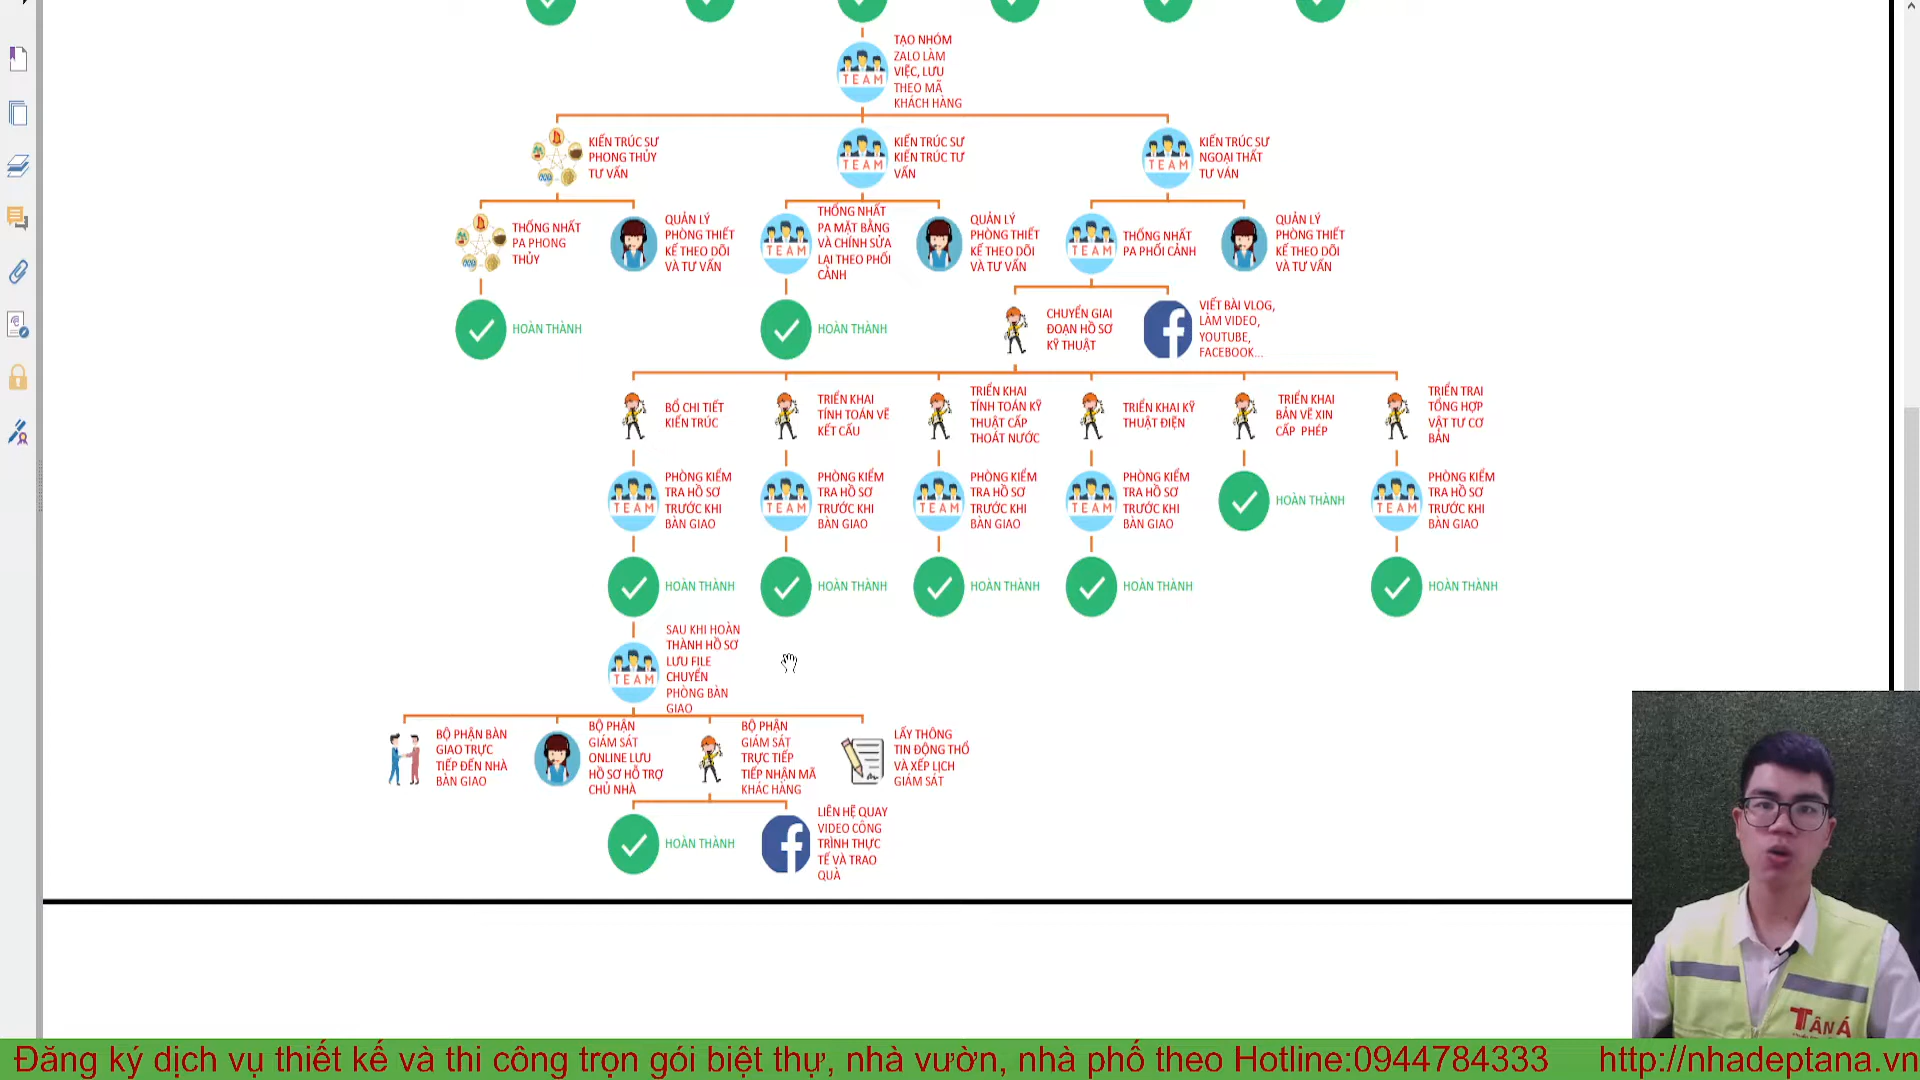 TẠO NHÓM
ZALO LÀM
VIỆC, LƯU
THEO MÃ
KHÁCH HÀNG
TEAM
KIẾN TRÚC SƯ
PHONG THỦY
TƯ VẤN
TEAM
KIẾN TRÚC SƯ
KIẾN TRÚC TƯ
VẤN
TEAM
KIẾN TRÚC SƯ
NGOẠI THẤT
TƯ VẤN
THỐNG NHẤT
PA PHONG
THỦY
QUẢN LÝ
PHÒNG THIẾT
KẾ THEO DÕI
VÀ TƯ VẤN
TEAM
THỐNG NHẤT
PA MẶT BẰNG
VÀ CHỈNH SỬA
LẠI THEO PHỐI
CẢNH
QUẢN LÝ
PHÒNG THIẾT
KẾ THEO DÕI
VÀ TƯ VẤN
TEAM
THỐNG NHẤT
PA PHỐI CẢNH
QUẢN LÝ
PHÒNG THIẾT
KẾ THEO DÕI
VÀ TƯ VẤN
HOÀN THÀNH
HOÀN THÀNH
CHUYỂN GIAI
ĐOẠN HỒ SƠ
KỸ THUẬT
VIẾT BÀI VLOG,
LÀM VIDEO,
YOUTUBE,
FACEBOOK...
BỔ CHI TIẾT
KIẾN TRÚC
TRIỂN KHAI
TÍNH TOÁN VẼ
KẾT CẤU
TRIỂN KHAI
TÍNH TOÁN KỸ
THUẬT CẤP
THOÁT NƯỚC
TRIỂN KHAI KỸ
THUẬT ĐIỆN
TRIỂN KHAI
BẢN VẼ XIN
CẤP PHÉP
TRIỂN TRAI
TỔNG HỢP
VẬT TƯ CƠ
BẢN
TEAM
PHÒNG KIỂM
TRA HỒ SƠ
TRƯỚC KHI
BÀN GIAO
TEAM
PHÒNG KIỂM
TRA HỒ SƠ
TRƯỚC KHI
BÀN GIAO
TEAM
PHÒNG KIỂM
TRA HỒ SƠ
TRƯỚC KHI
BÀN GIAO
TEAM
PHÒNG KIỂM
TRA HỒ SƠ
TRƯỚC KHI
BÀN GIAO
HOÀN THÀNH
TEAM
PHÒNG KIỂM
TRA HỒ SƠ
TRƯỚC KHI
BÀN GIAO
HOÀN THÀNH
HOÀN THÀNH
HOÀN THÀNH
HOÀN THÀNH
HOÀN THÀNH
TEAM
SAU KHI HOÀN
THÀNH HỒ SƠ
LƯU FILE
CHUYỂN
PHÒNG BÀN
GIAO
BỘ PHẬN BÀN
GIAO TRỰC
TIẾP ĐẾN NHÀ
BÀN GIAO
BỘ PHẬN
GIÁM SÁT
ONLINE LƯU
HỒ SƠ HỖ TRỢ
CHỦ NHÀ
BỘ PHẬN
GIÁM SÁT
TRỰC TIẾP
TIẾP NHẬN MÃ
KHÁC HÀNG
LẤY THÔNG
TIN ĐỘNG THỔ
VÀ XẾP LỊCH
GIÁM SÁT
HOÀN THÀNH
LIÊN HỆ QUAY
VIDEO CÔNG
TRÌNH THỰC
TẾ VÀ TRAO
QUÀ
TÂN Á
Đăng ký dịch vụ thiết kế và thi công trọn gói biệt thự, nhà vườn, nhà phố theo Hotline:0944784333 http://nhadeptana.vn